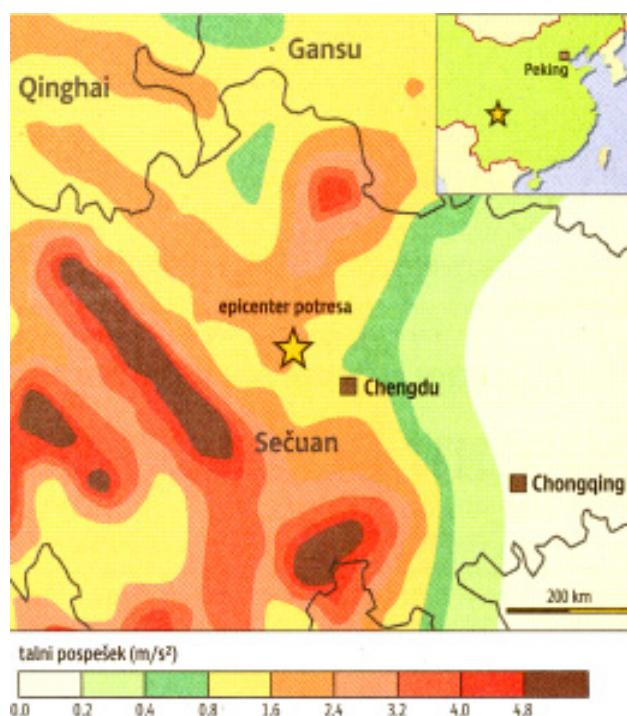 Gansu
Qinghai
Peking
epicenter potresa
Chengdu
Sečuan
Chongqing
200 km
talni pospešek (m/s²)
0.0 0.2 0.4 0.8 1.6 2.4 3.2 4.0 4.8